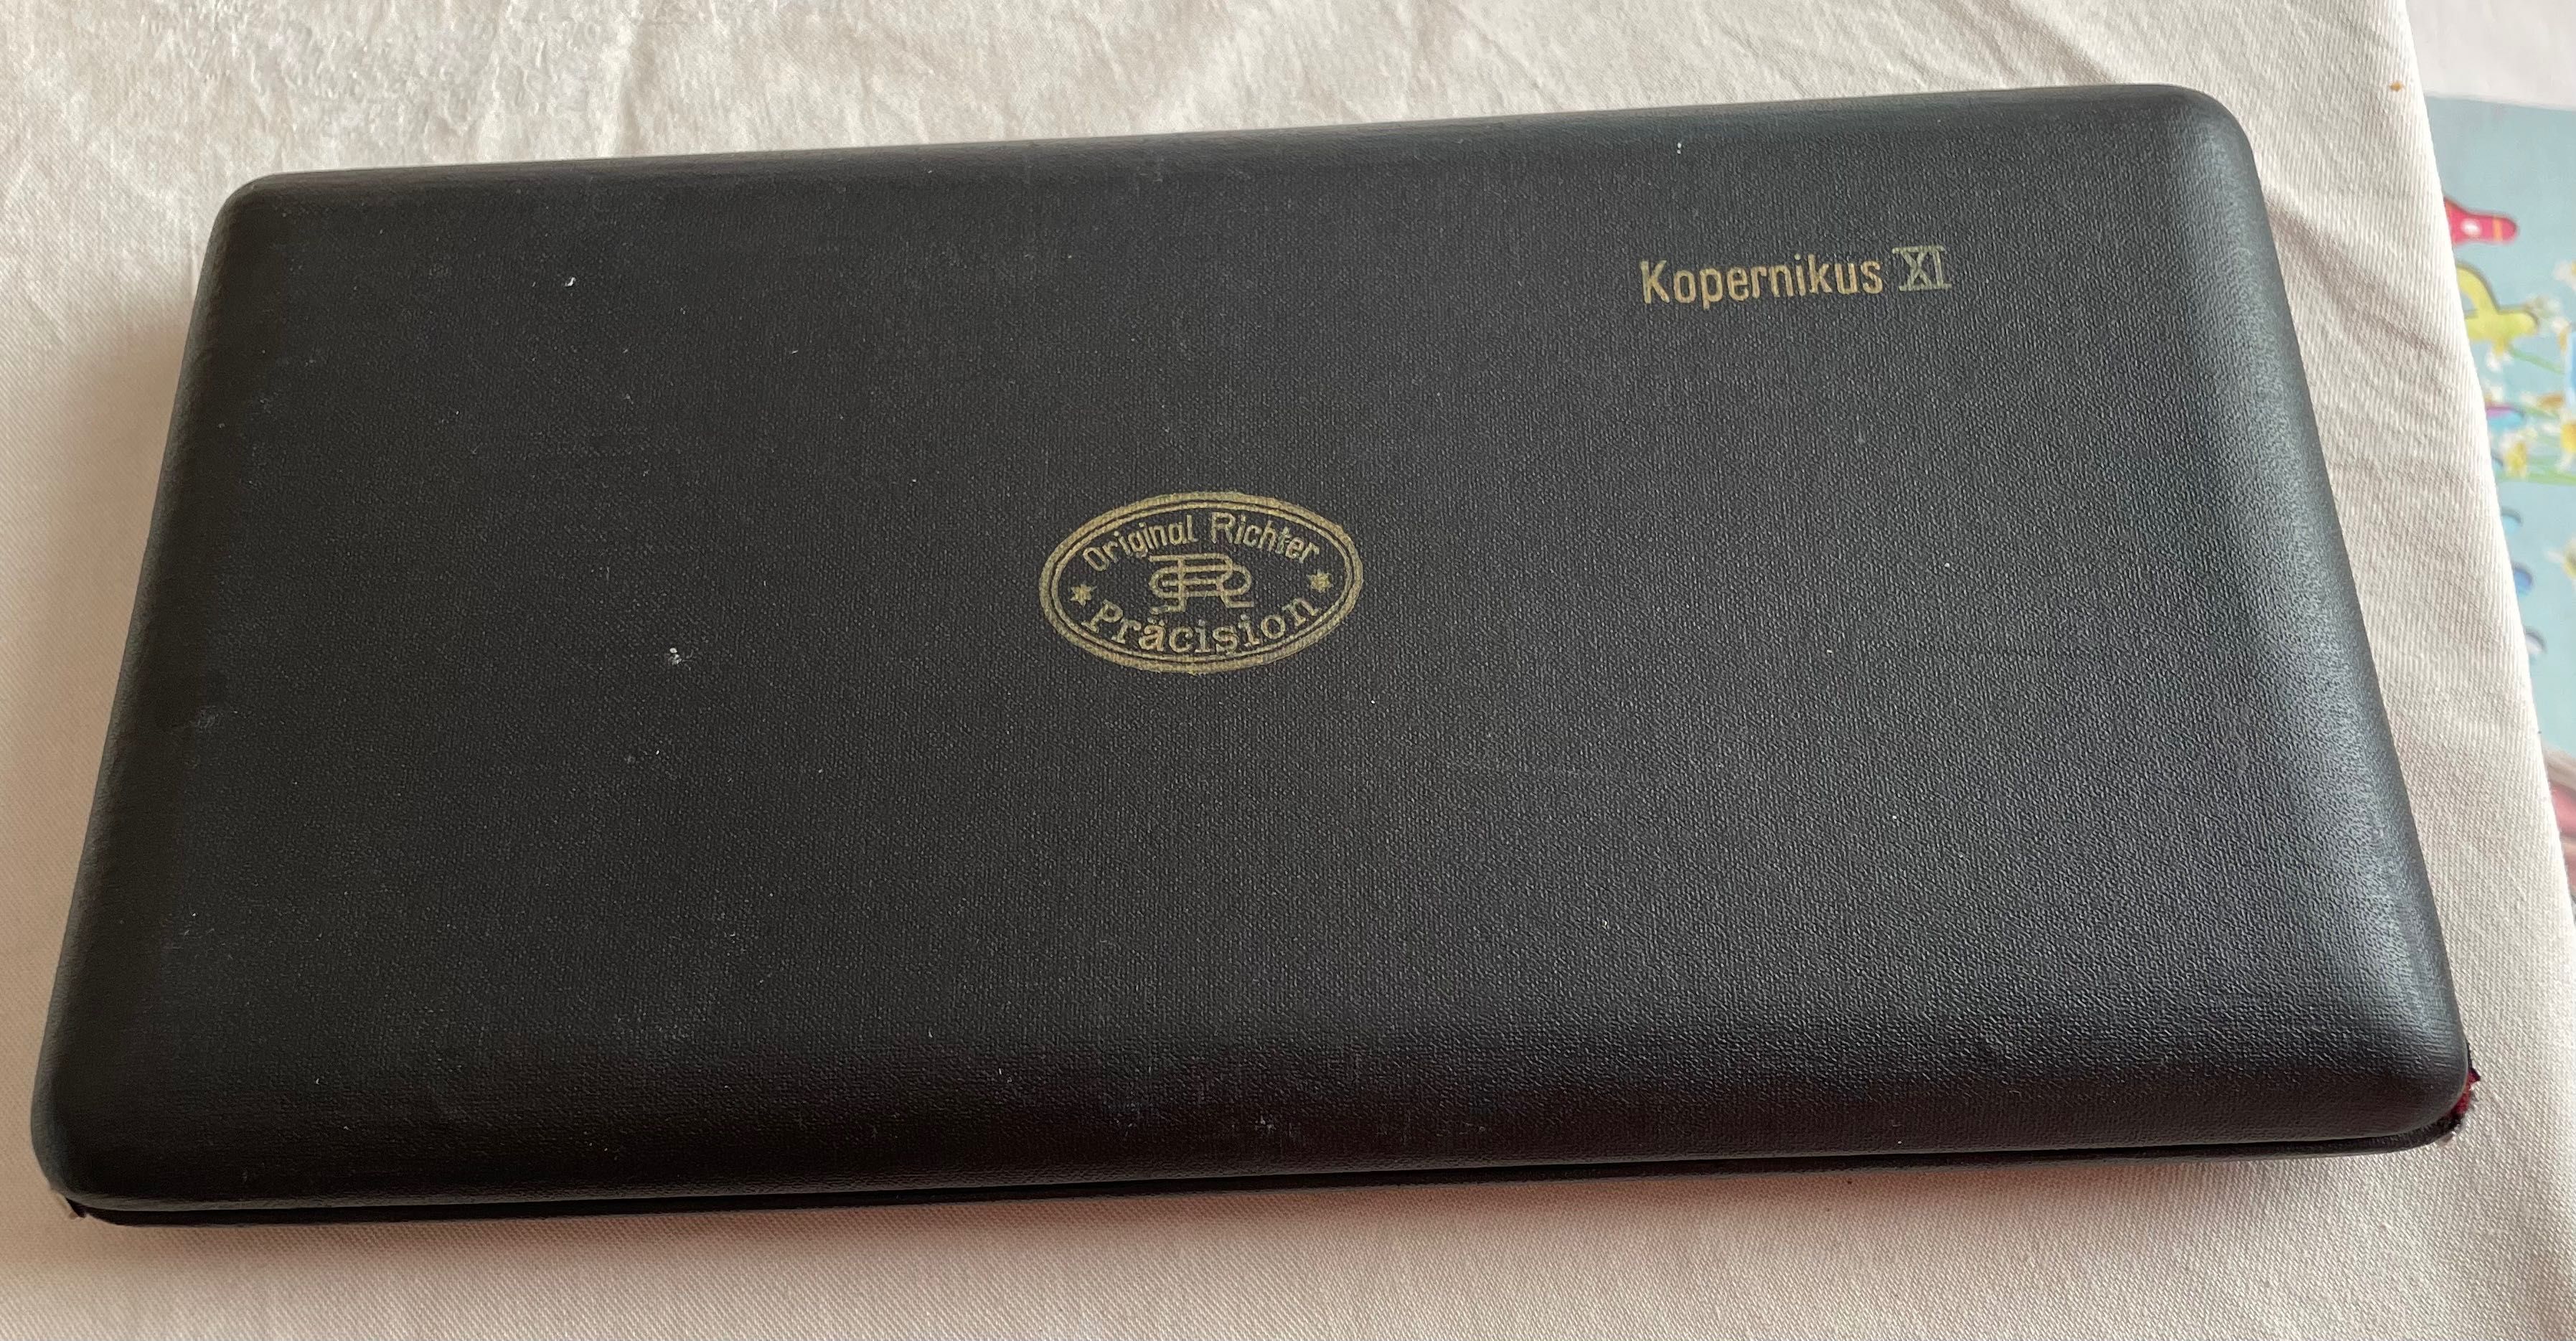 Kopernikus XI
Original Richter
Präcision